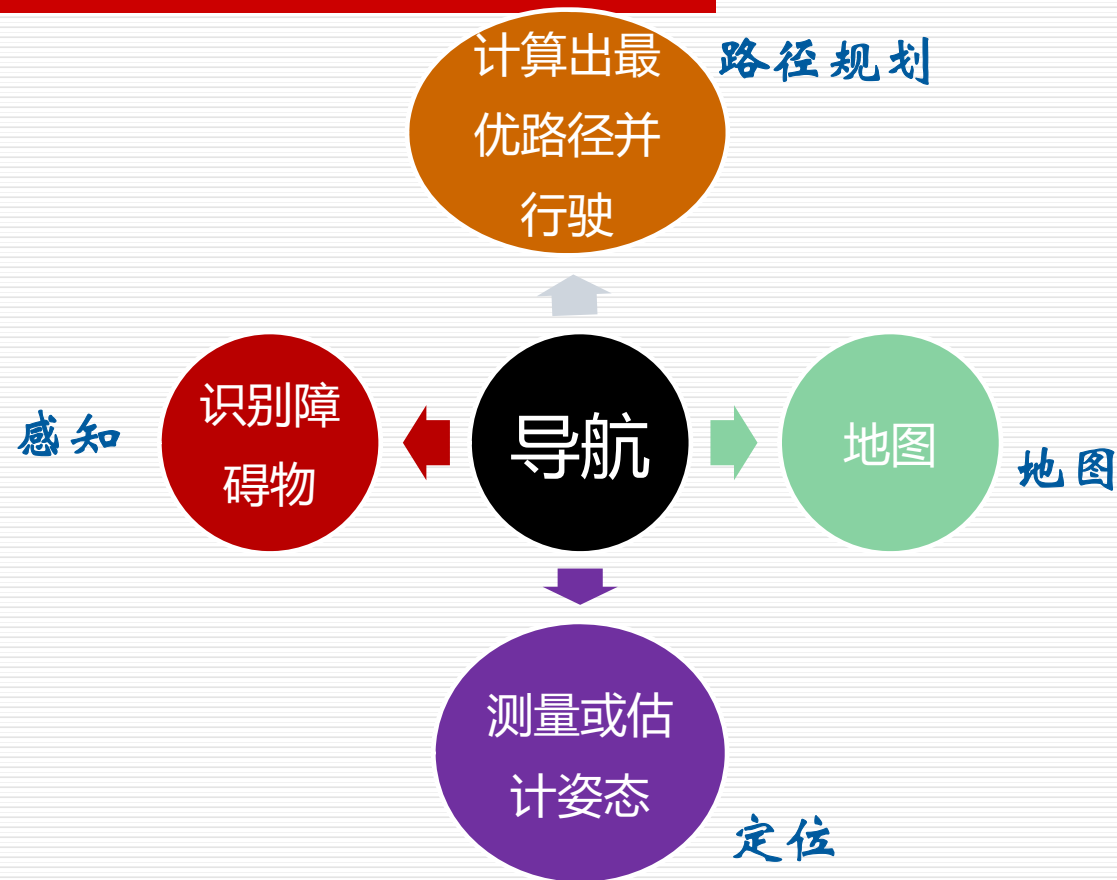 计算出最
优路径并
行驶
路径规划
感知
识别障
碍物
导航
地图
地图
测量或估
计姿态
定位